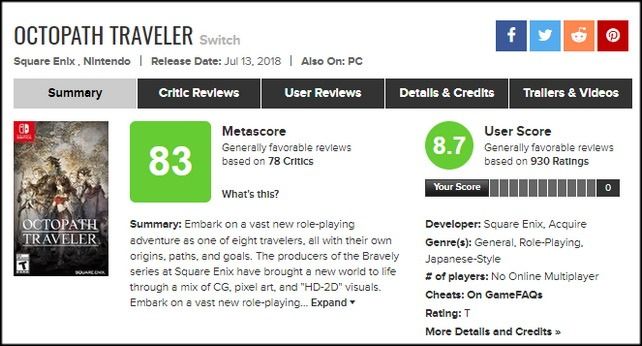 OCTOPATH TRAVELER Switch
Square Enix , Nintendo | Release Date: Jul 13, 2018 | Also On: PC
Summary Critic Reviews User Reviews Details & Credits Trailers & Videos
OCTOPATH
TRAVELER
T
SQUARE ENIX
83
Metascore
Generally favorable reviews
based on 78 Critics
What's this?
Summary: Embark on a vast new role-playing
adventure as one of eight travelers, all with their own
origins, paths, and goals. The producers of the Bravely
series at Square Enix have brought a new world to life
through a mix of CG, pixel art, and "HD-2D" visuals.
Embark on a vast new role-playing... Expand
8.7
User Score
Generally favorable reviews
based on 930 Ratings
Your Score 0
Developer: Square Enix, Acquire
Genre(s): General, Role-Playing,
Japanese-Style
# of players: No Online Multiplayer
Cheats: On GameFAQs
Rating: T
More Details and Credits »